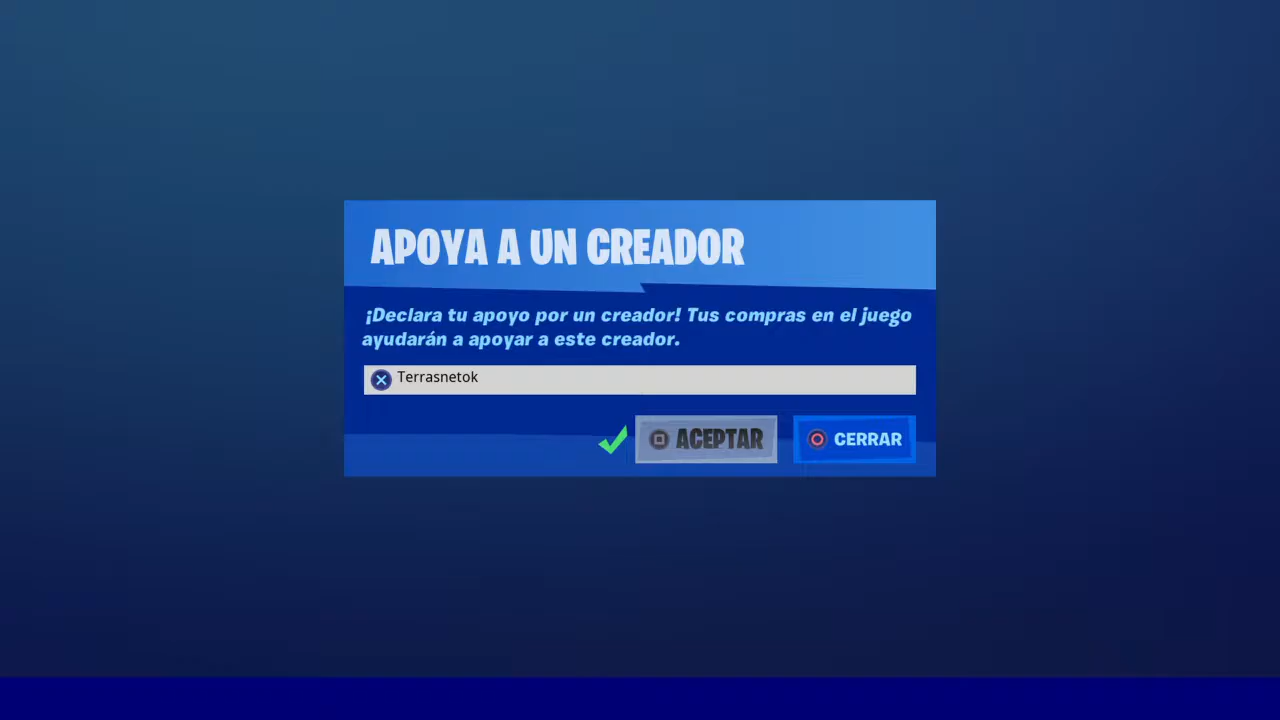 APOYA A UN CREADOR
¡Declara tu apoyo por un creador! Tus compras en el juego
ayudarán a apoyar a este creador.
Terrasnetok
ACEPTAR
CERRAR